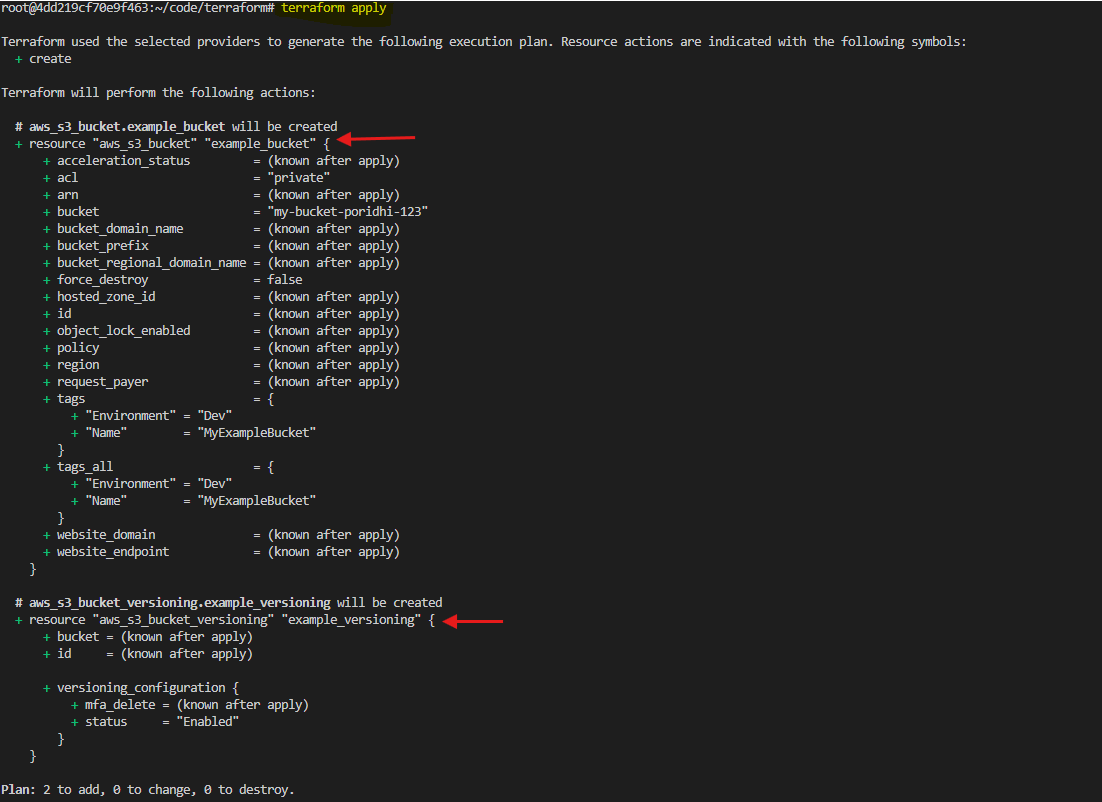 root@4dd219cf70e9f463:~/code/terraform# terraform apply
Terraform used the selected providers to generate the following execution plan. Resource actions are indicated with the following symbols:
+ create
Terraform will perform the following actions:
# aws_s3_bucket.example_bucket will be created
+ resource "aws_s3_bucket" "example_bucket" {
+ acceleration_status = (known after apply)
+ acl = "private"
+ arn = (known after apply)
+ bucket = "my-bucket-poridhi-123"
+ bucket_domain_name = (known after apply)
+ bucket_prefix = (known after apply)
+ bucket_regional_domain_name = (known after apply)
+ force_destroy = false
+ hosted_zone_id = (known after apply)
+ id = (known after apply)
+ object_lock_enabled = (known after apply)
+ policy = (known after apply)
+ region = (known after apply)
+ request_payer = (known after apply)
+ tags = {
+ "Environment" = "Dev"
+ "Name" = "MyExampleBucket"
}
+ tags_all = {
+ "Environment" = "Dev"
+ "Name" = "MyExampleBucket"
}
+ website_domain = (known after apply)
+ website_endpoint = (known after apply)
}
# aws_s3_bucket_versioning.example_versioning will be created
+ resource "aws_s3_bucket_versioning" "example_versioning" {
+ bucket = (known after apply)
+ id = (known after apply)
+ versioning_configuration {
+ mfa_delete = (known after apply)
+ status = "Enabled"
}
}
Plan: 2 to add, 0 to change, 0 to destroy.